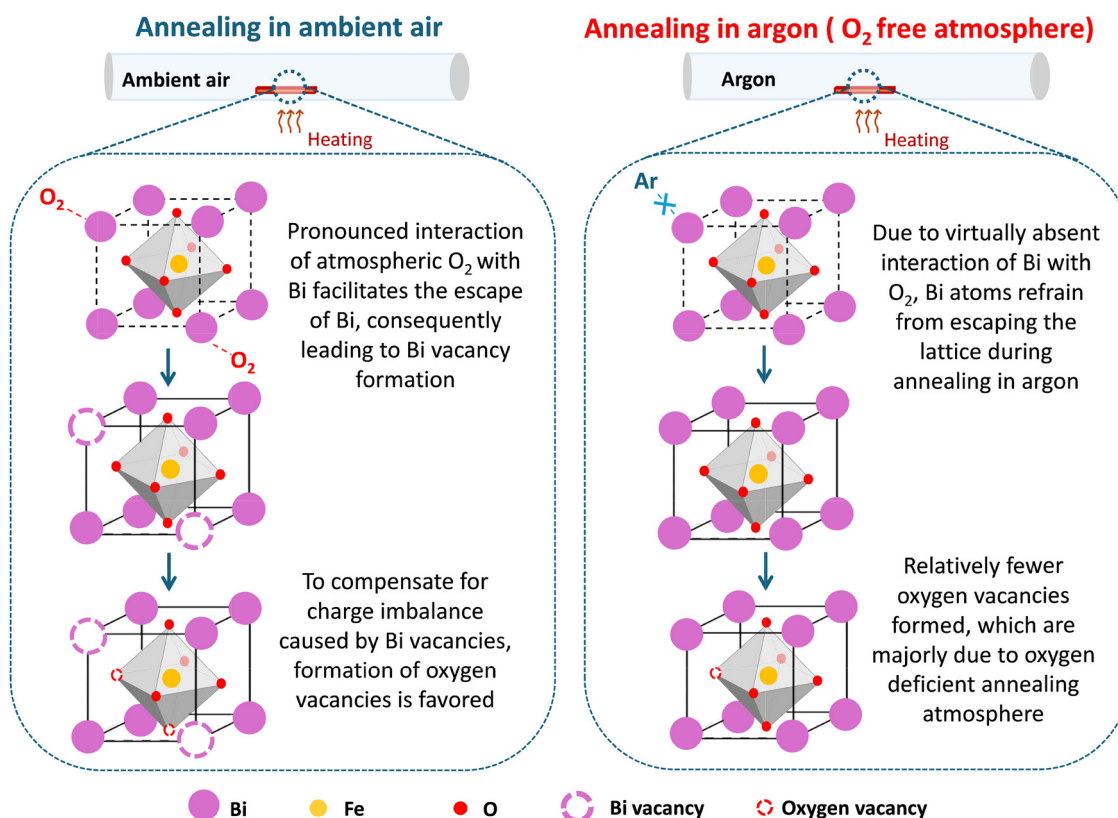 Annealing in ambient air
Ambient air
Heating
O₂
Pronounced interaction
of atmospheric O₂ with
Bi facilitates the escape
of Bi, consequently
leading to Bi vacancy
formation
O₂
To compensate for
charge imbalance
caused by Bi vacancies,
formation of oxygen
vacancies is favored
Annealing in argon ( O₂ free atmosphere)
Argon
Heating
Ar
Due to virtually absent
interaction of Bi with
O₂, Bi atoms refrain
from escaping the
lattice during
annealing in argon
Relatively fewer
oxygen vacancies
formed, which are
majorly due to oxygen
deficient annealing
atmosphere
Bi
Fe
O
Bi vacancy
Oxygen vacancy